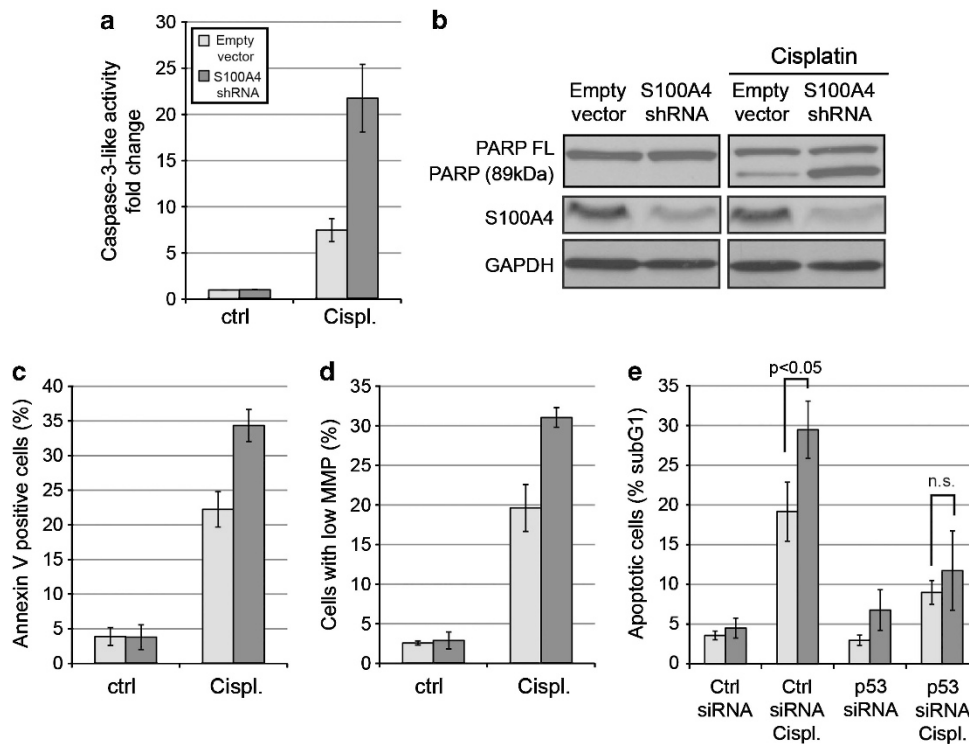 a
30
25
20
15
10
5
0
Caspase-3-like activity
fold change
Empty
vector
S100A4
shRNA
ctrl
Cispl.
b
Cisplatin
Empty
vector
S100A4
shRNA
Empty
vector
S100A4
shRNA
PARP FL
PARP (89kDa)
S100A4
GAPDH
c
40
35
30
25
20
15
10
5
0
Annexin V positive cells (%)
ctrl
Cispl.
d
35
30
25
20
15
10
5
0
Cells with low MMP (%)
ctrl
Cispl.
e
35
30
25
20
15
10
5
0
Apoptotic cells (% subG1)
p<0.05
n.s.
Ctrl
siRNA
Ctrl
siRNA
Cispl.
p53
siRNA
p53
siRNA
Cispl.